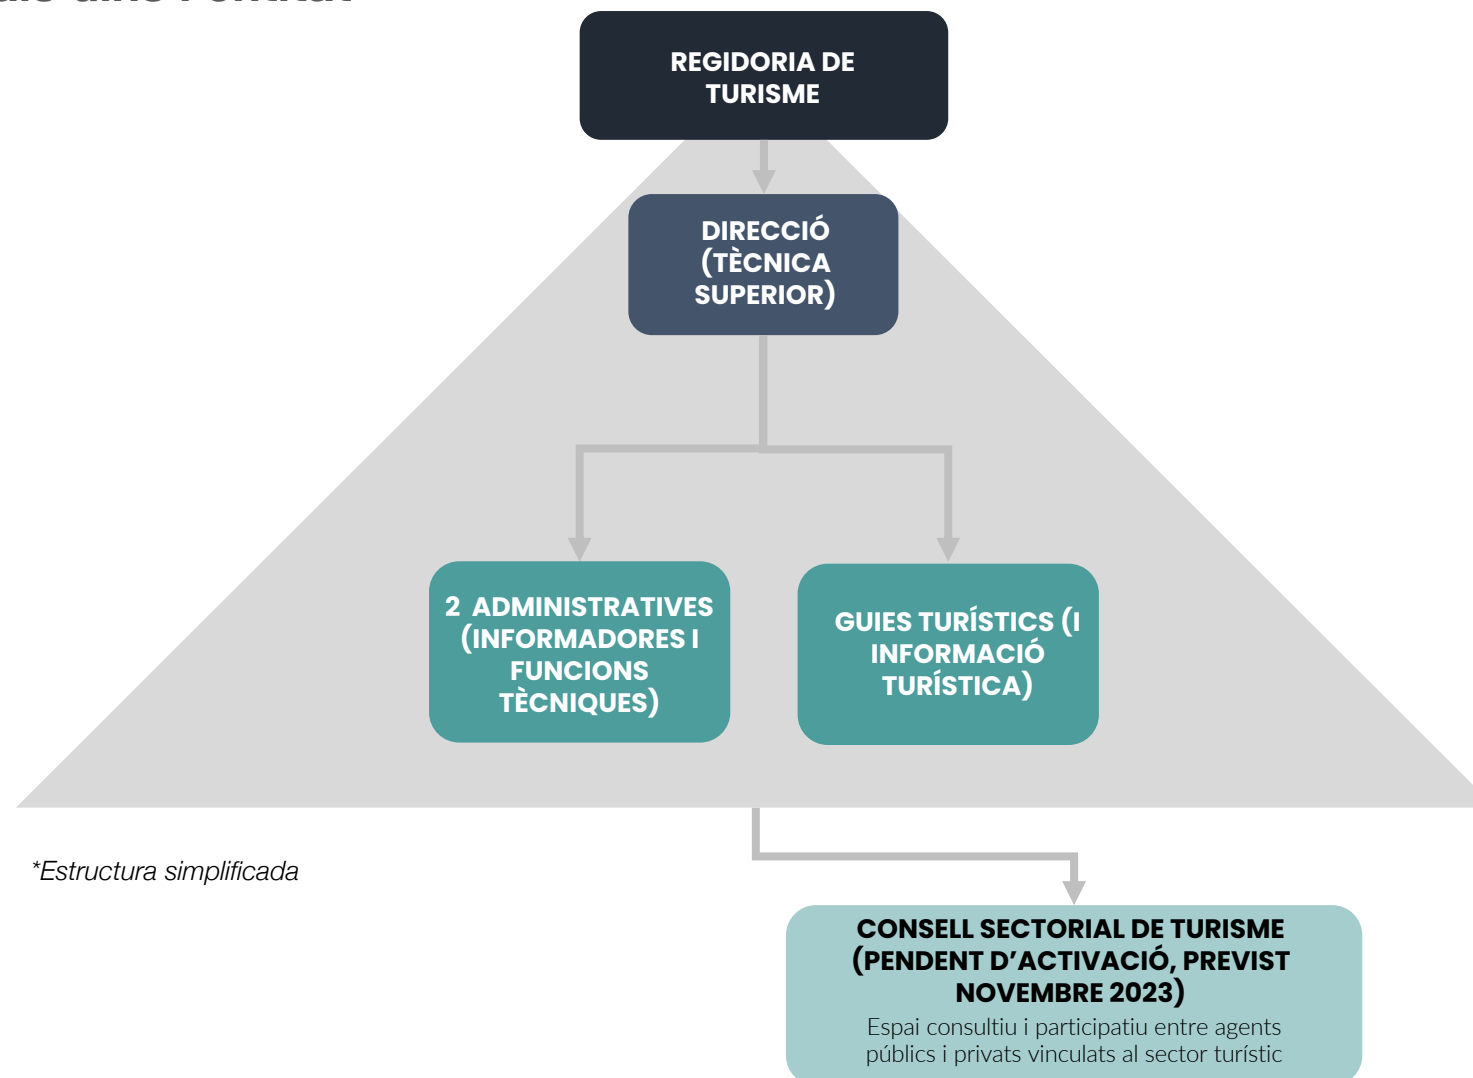 REGIDORIA DE
TURISME
DIRECCIÓ
(TÈCNICA
SUPERIOR)
2 ADMINISTRATIVES
(INFORMADORES I
FUNCIONS
TÈCNIQUES)
GUIES TURÍSTICS (I
INFORMACIÓ
TURÍSTICA)
*Estructura simplificada
CONSELL SECTORIAL DE TURISME
(PENDENT D’ACTIVACIÓ, PREVIST
NOVEMBRE 2023)
Espai consultiu i participatiu entre agents
públics i privats vinculats al sector turístic